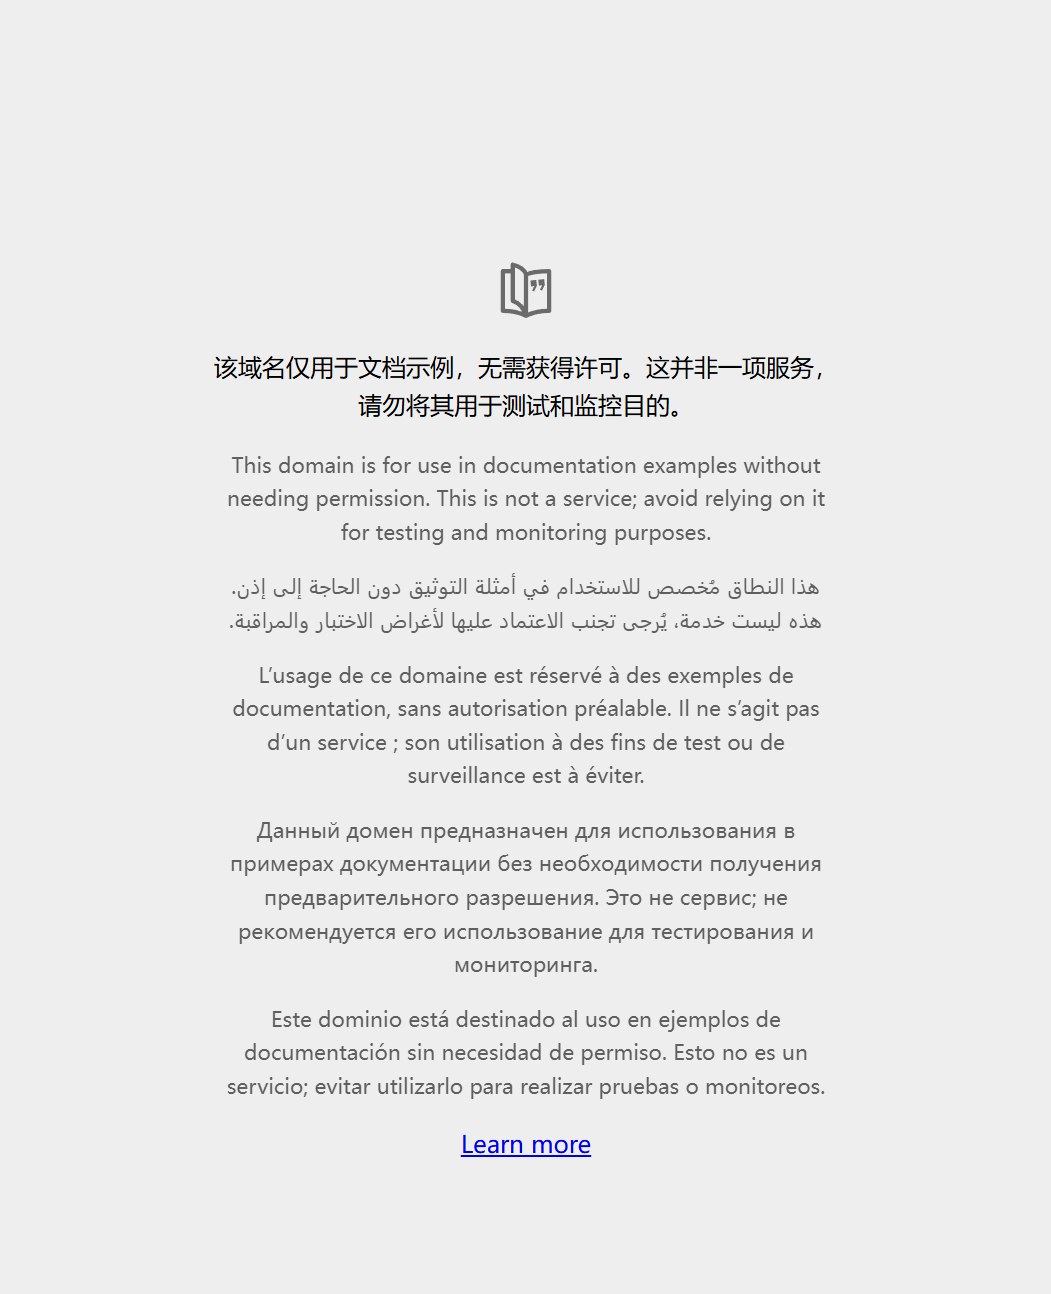 该域名仅用于文档示例，无需获得许可。这并非一项服务，
请勿将其用于测试和监控目的。
This domain is for use in documentation examples without
needing permission. This is not a service; avoid relying on it
for testing and monitoring purposes.
هذا النطاق مُخصص للاستخدام في أمثلة التوثيق دون الحاجة إلى إذن.
هذه ليست خدمة، يُرجى تجنب الاعتماد عليها لأغراض الاختبار والمراقبة.
L’usage de ce domaine est réservé à des exemples de
documentation, sans autorisation préalable. Il ne s’agit pas
d’un service ; son utilisation à des fins de test ou de
surveillance est à éviter.
Данный домен предназначен для использования в
примерах документации без необходимости получения
предварительного разрешения. Это не сервис; не
рекомендуется его использование для тестирования и
мониторинга.
Este dominio está destinado al uso en ejemplos de
documentación sin necesidad de permiso. Esto no es un
servicio; evitar utilizarlo para realizar pruebas o monitoreos.
Learn more